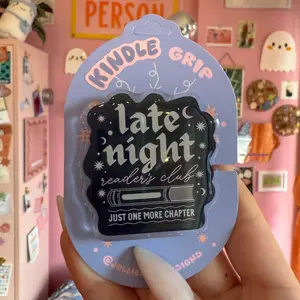 PERSON
KINDLE GRIP
late
night
reader's club
JUST ONE MORE CHAPTER